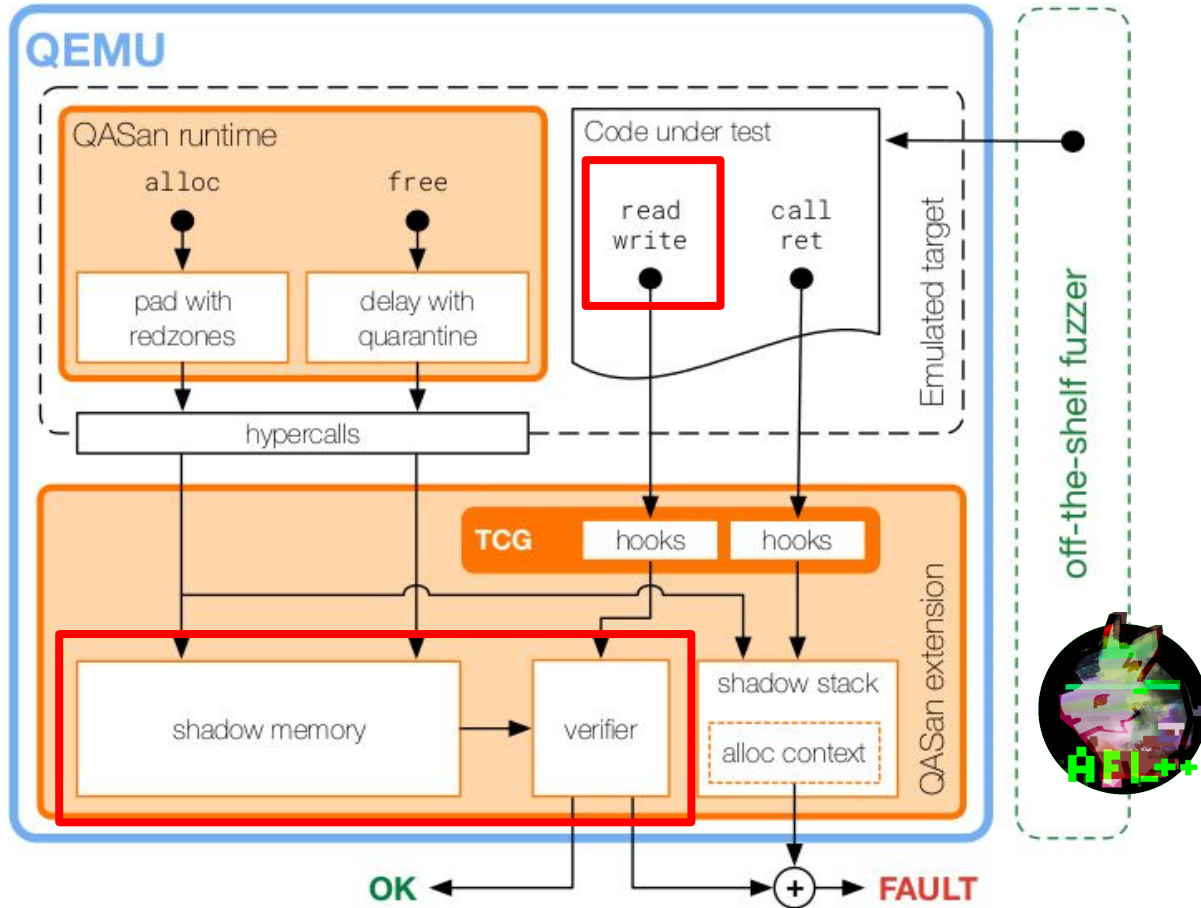 QEMU
QASan runtime
alloc
free
pad with
redzones
delay with
quarantine
Code under test
read
write
call
ret
Emulated target
hypercalls
TCG
hooks
hooks
shadow memory
verifier
shadow stack
alloc context
QASan extension
OK
FAULT
off-the-shelf fuzzer
AFL++